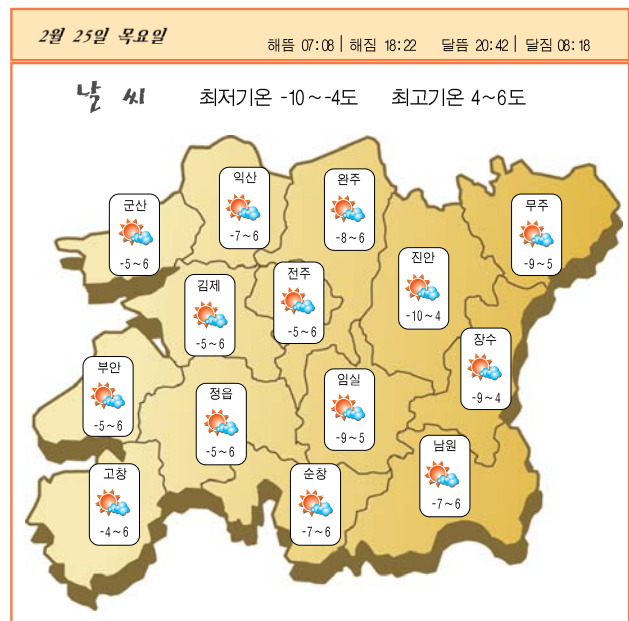 2월 25일 목요일
해뜸 07:08 | 해짐 18:22 달뜸 20:42 | 달짐 08:18
날 씨 최저기온 -10~-4도 최고기온 4~6도
군산
-5~6
익산
-7~6
완주
-8~6
무주
-9~5
김제
-5~6
전주
-5~6
진안
-10~4
장수
-9~4
부안
-5~6
정읍
-5~6
임실
-9~5
남원
-7~6
고창
-4~6
순창
-7~6